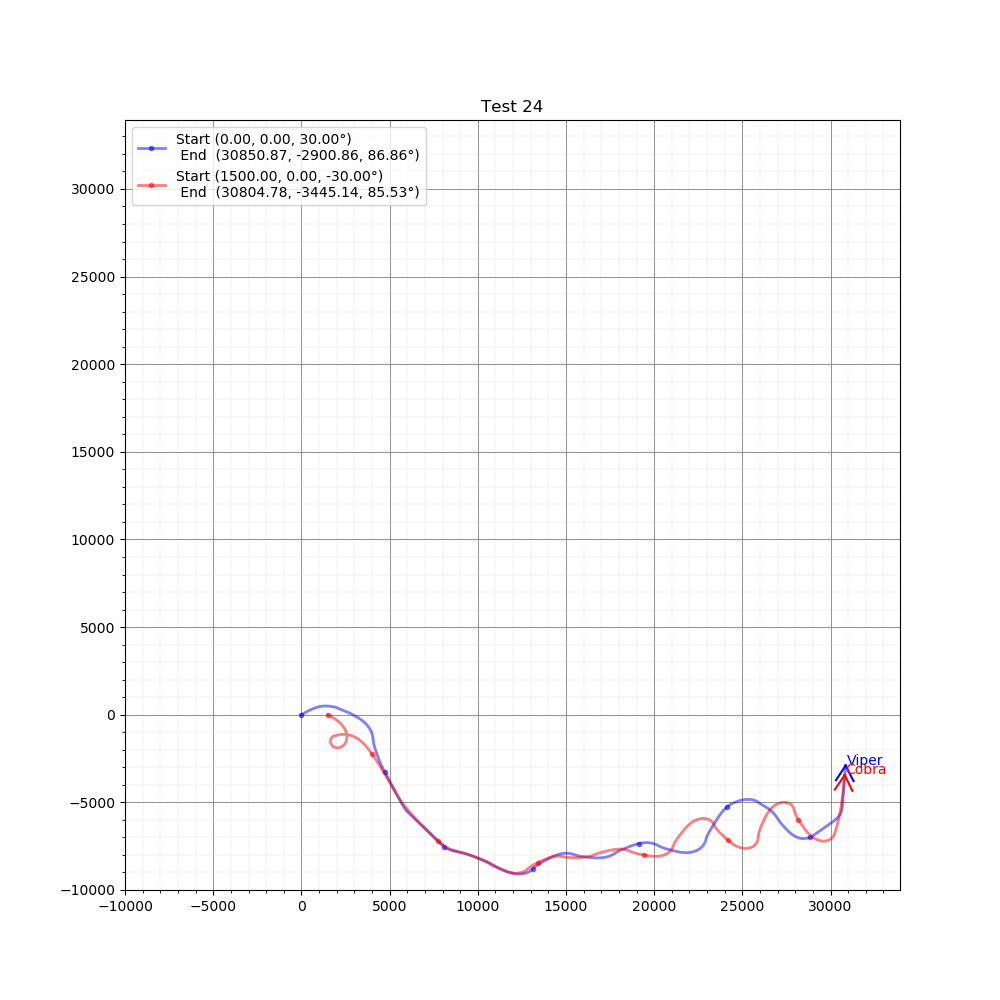 Test 24
Start (0.00, 0.00, 30.00°)
End  (30850.87, -2900.86, 86.86°)
Start (1500.00, 0.00, -30.00°)
End  (30804.78, -3445.14, 85.53°)
30000
25000
20000
15000
10000
5000
0
−5000
−10000
Viper
Cobra
−10000 −5000 0 5000 10000 15000 20000 25000 30000